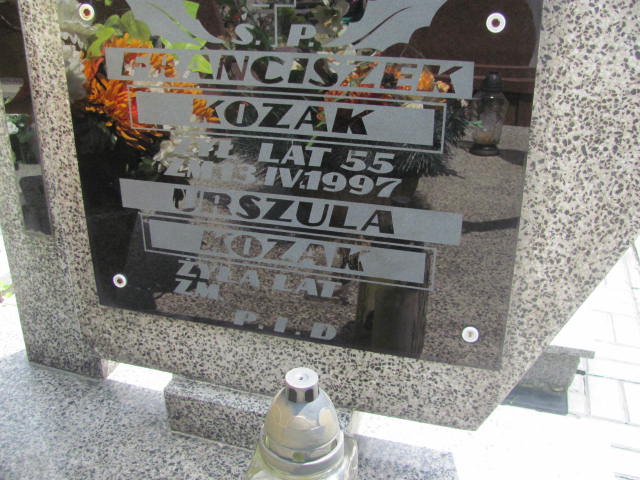 S P
FRANCISZEK
KOZAK
ŻYŁ LAT 55
ZM 13 IV 1997
URSZULA
KOZAK
ŻYŁA LAT
ZM
P.I.D